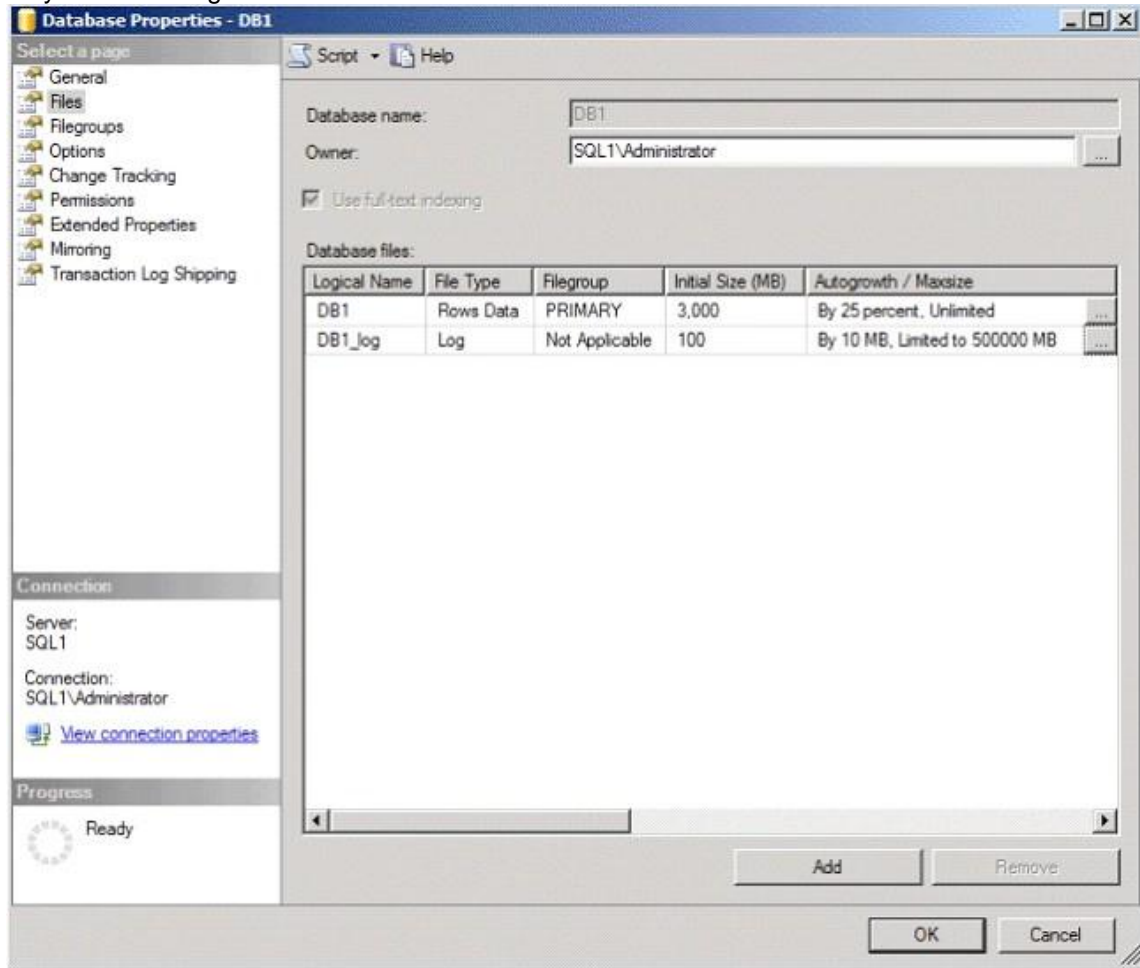 Database Properties - DB1
Select a page
General
Files
Filegroups
Options
Change Tracking
Permissions
Extended Properties
Mirroring
Transaction Log Shipping
Script Help
Database name: DB1
Owner: SQL1\Administrator ...
Use full-text indexing
Database files:
Logical Name File Type Filegroup Initial Size (MB) Autogrowth / Maxsize
DB1 Rows Data PRIMARY 3,000 By 25 percent, Unlimited ...
DB1_log Log Not Applicable 100 By 10 MB, Limited to 500000 MB ...
Connection
Server:
SQL1
Connection:
SQL1\Administrator
View connection properties
Progress
Ready
Add Remove
OK Cancel